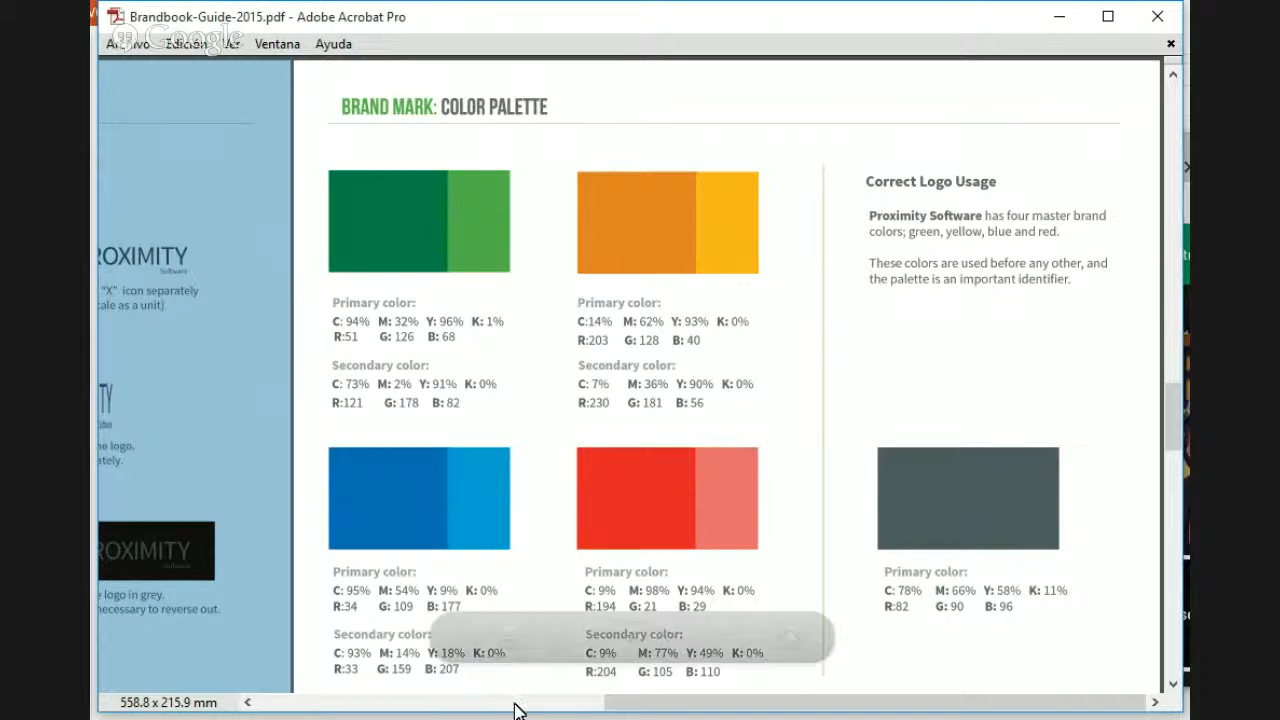 Brandbook-Guide-2015.pdf - Adobe Acrobat Pro
Archivo Edición Ver Ventana Ayuda
Google
BRAND MARK: COLOR PALETTE
ROXIMITY
Software
"X" icon separately
cale as a unit)
ITY
he logo.
ately.
ROXIMITY
Software
e logo in grey.
necessary to reverse out.
Primary color:
C: 94% M: 32% Y: 96% K: 1%
R:51 G: 126 B: 68
Secondary color:
C: 73% M: 2% Y: 91% K: 0%
R:121 G: 178 B: 82
Primary color:
C:14% M: 62% Y: 93% K: 0%
R:203 G: 128 B: 40
Secondary color:
C: 7% M: 36% Y: 90% K: 0%
R:230 G: 181 B: 56
Correct Logo Usage
Proximity Software has four master brand
colors; green, yellow, blue and red.
These colors are used before any other, and
the palette is an important identifier.
Primary color:
C: 95% M: 54% Y: 9% K: 0%
R:34 G: 109 B: 177
Secondary color:
C: 93% M: 14% Y: 18% K: 0%
R:33 G: 159 B: 207
Primary color:
C: 9% M: 98% Y: 94% K: 0%
R:194 G: 21 B: 29
Secondary color:
C: 9% M: 77% Y: 49% K: 0%
R:204 G: 105 B: 110
Primary color:
C: 78% M: 66% Y: 58% K: 11%
R:82 G: 90 B: 96
558.8 x 215.9 mm